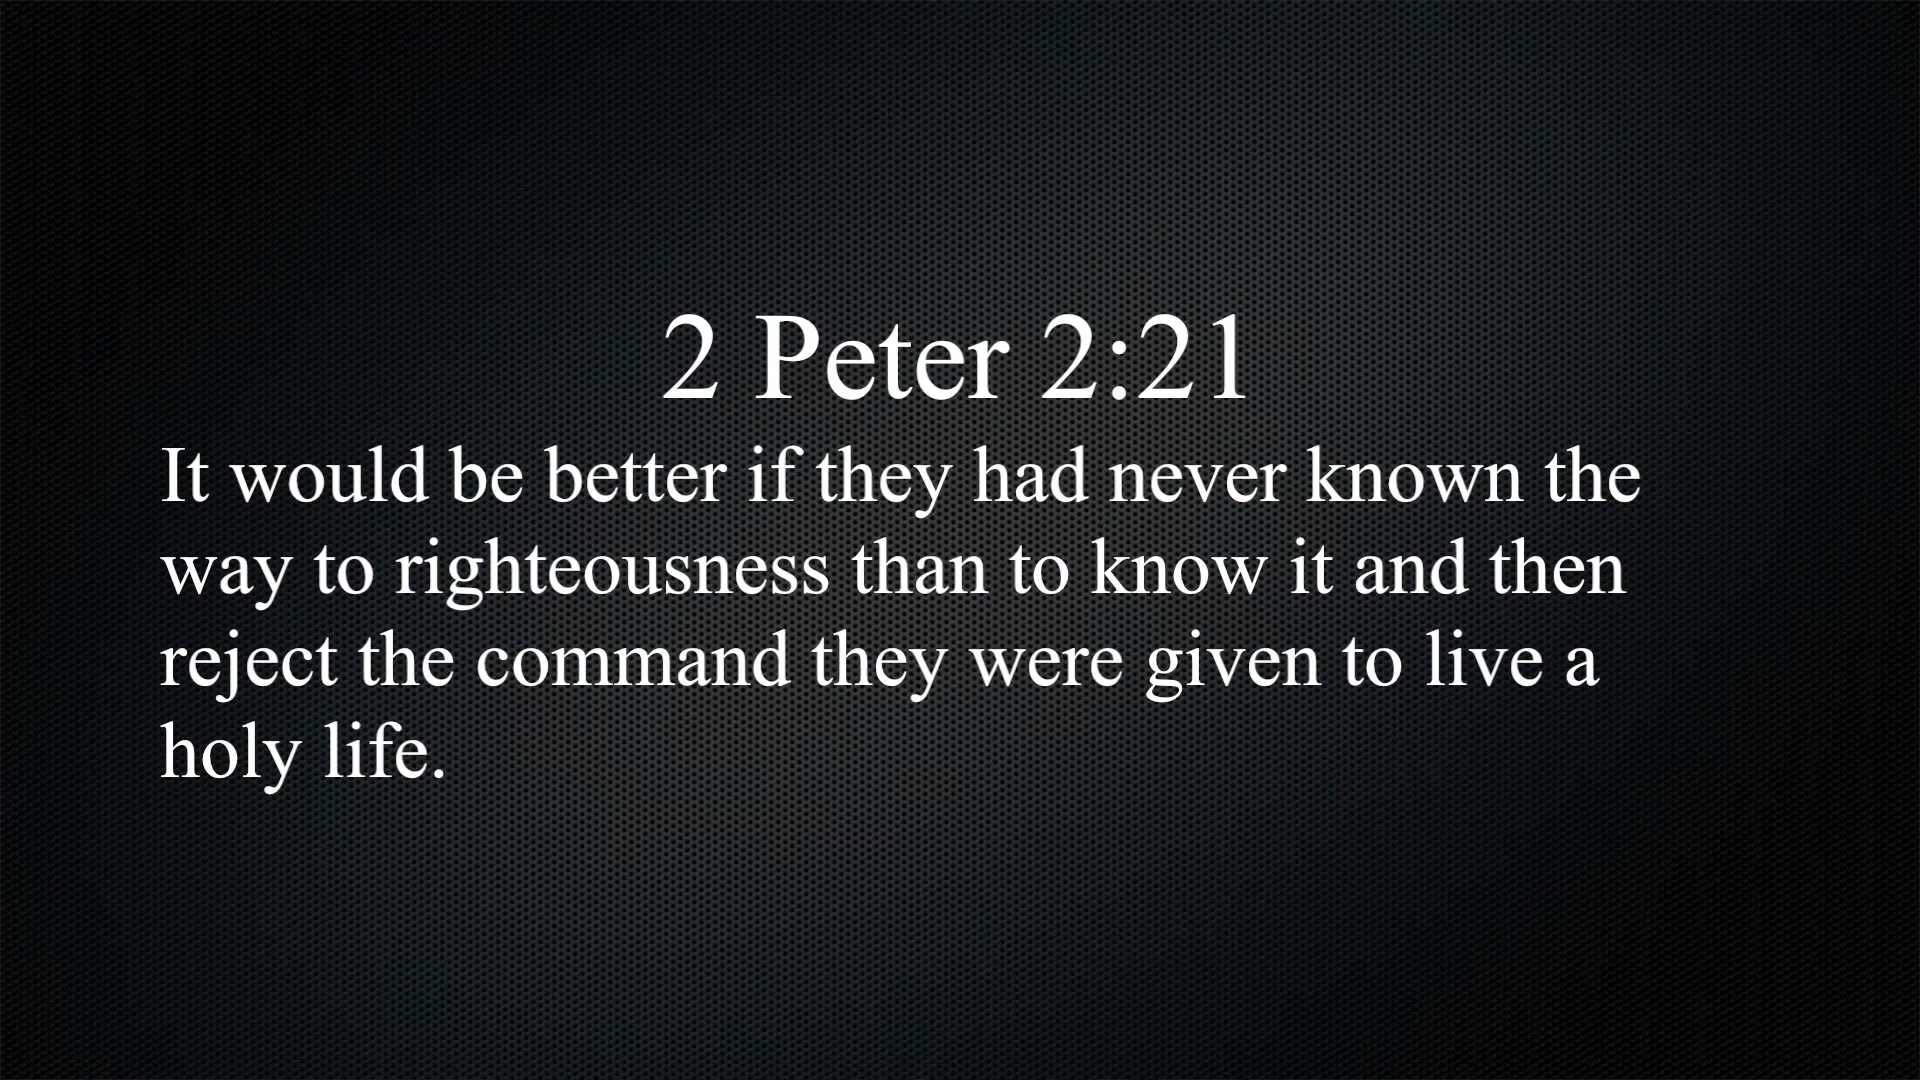 2 Peter 2:21
It would be better if they had never known the
way to righteousness than to know it and then
reject the command they were given to live a
holy life.